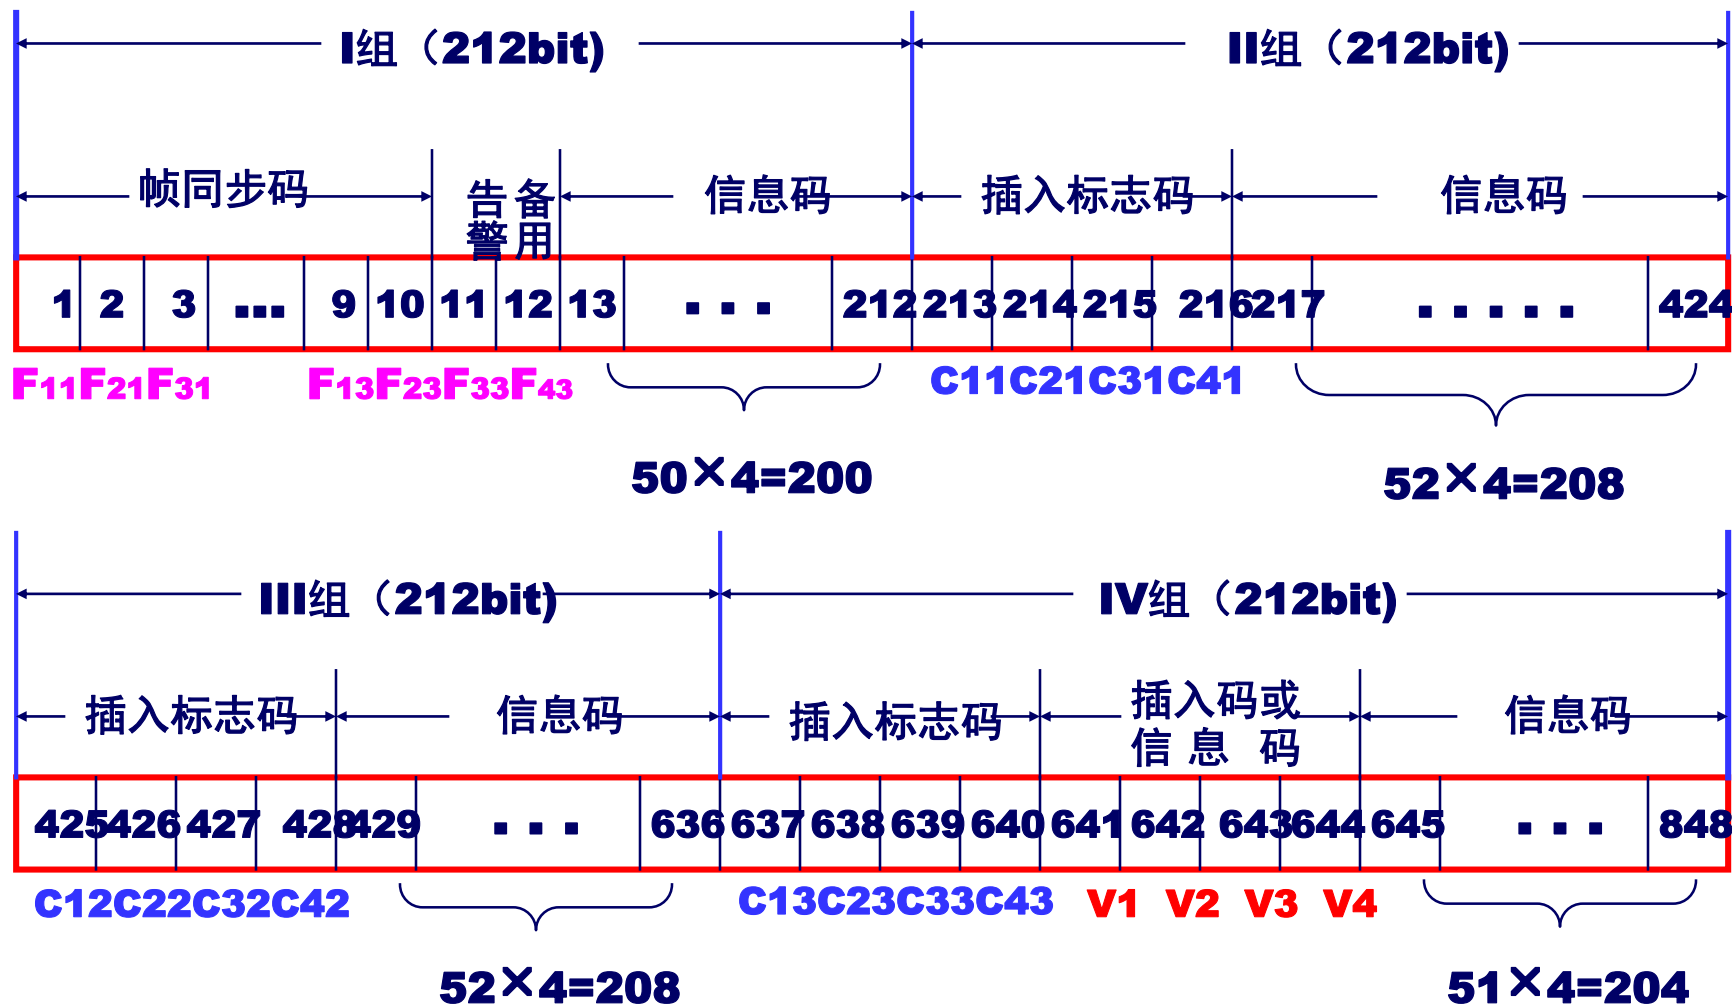 I组（212bit) II组（212bit)
帧同步码 告警 备用 信息码 插入标志码 信息码
1 2 3 ... 9 10 11 12 13 ... 212 213 214 215 216 217 ..... 424
F11F21F31 F13F23F33F43 C11C21C31C41
50×4=200 52×4=208
III组（212bit) IV组（212bit)
插入标志码 信息码 插入标志码 插入码或信息码 信息码
425 426 427 428 429 ... 636 637 638 639 640 641 642 643 644 645 ... 848
C12C22C32C42 C13C23C33C43 V1 V2 V3 V4
52×4=208 51×4=204